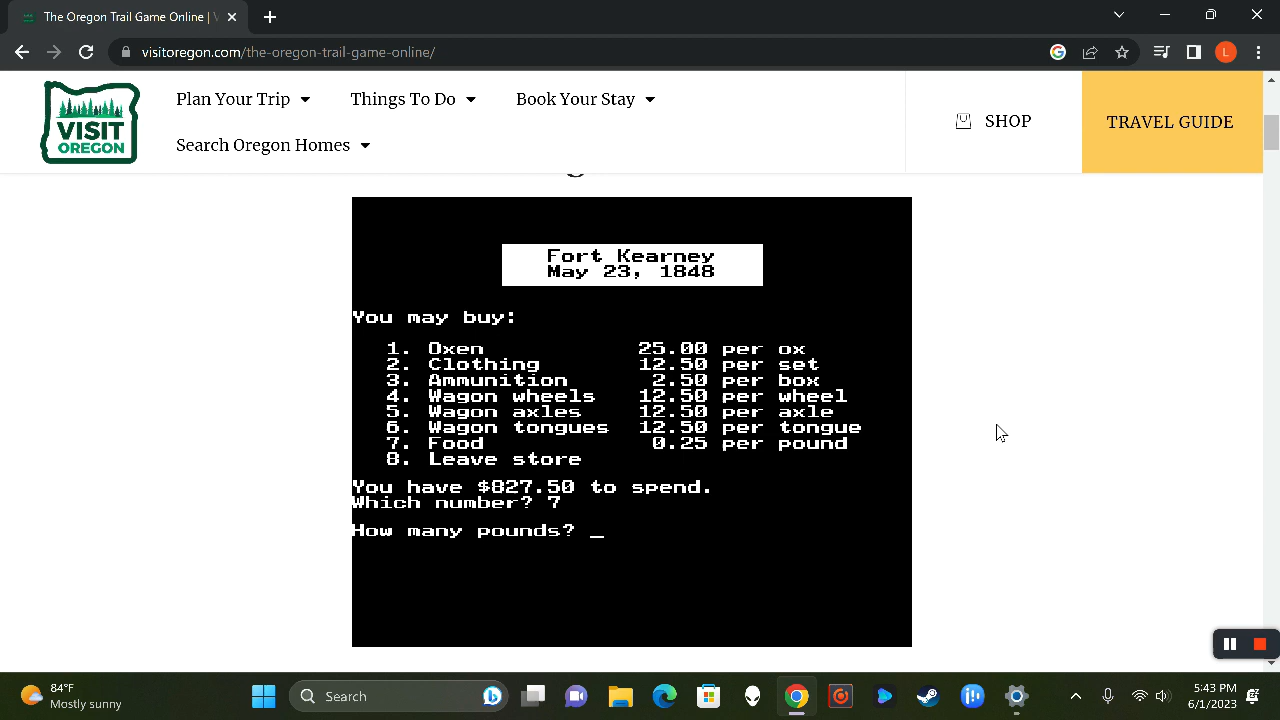 The Oregon Trail Game Online | V
visitoregon.com/the-oregon-trail-game-online/
L
VISIT
OREGON
Plan Your Trip
Things To Do
Book Your Stay
Search Oregon Homes
SHOP
TRAVEL GUIDE
Fort Kearney
May 23, 1848
You may buy:
1. Oxen 25.00 per ox
2. Clothing 12.50 per set
3. Ammunition 2.50 per box
4. Wagon wheels 12.50 per wheel
5. Wagon axles 12.50 per axle
6. Wagon tongues 12.50 per tongue
7. Food 0.25 per pound
8. Leave store
You have $827.50 to spend.
Which number? 7
How many pounds? _
84°F
Mostly sunny
Search
5:43 PM
6/1/2023